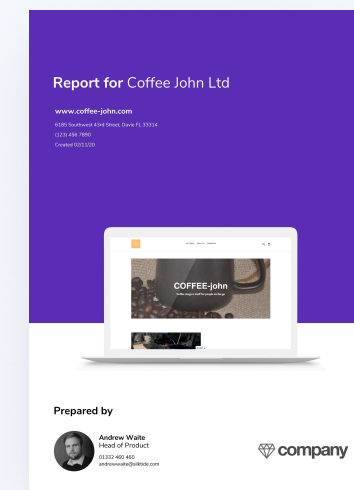 Report for Coffee John Ltd
www.coffee-john.com
6185 Southwest 43rd Street, Davie FL 33314
(123) 456 7890
Created 02/11/20
COFFEE-john
Prepared by
Andrew Waite
Head of Product
01332 460 460
andrewwaite@silktide.com
company